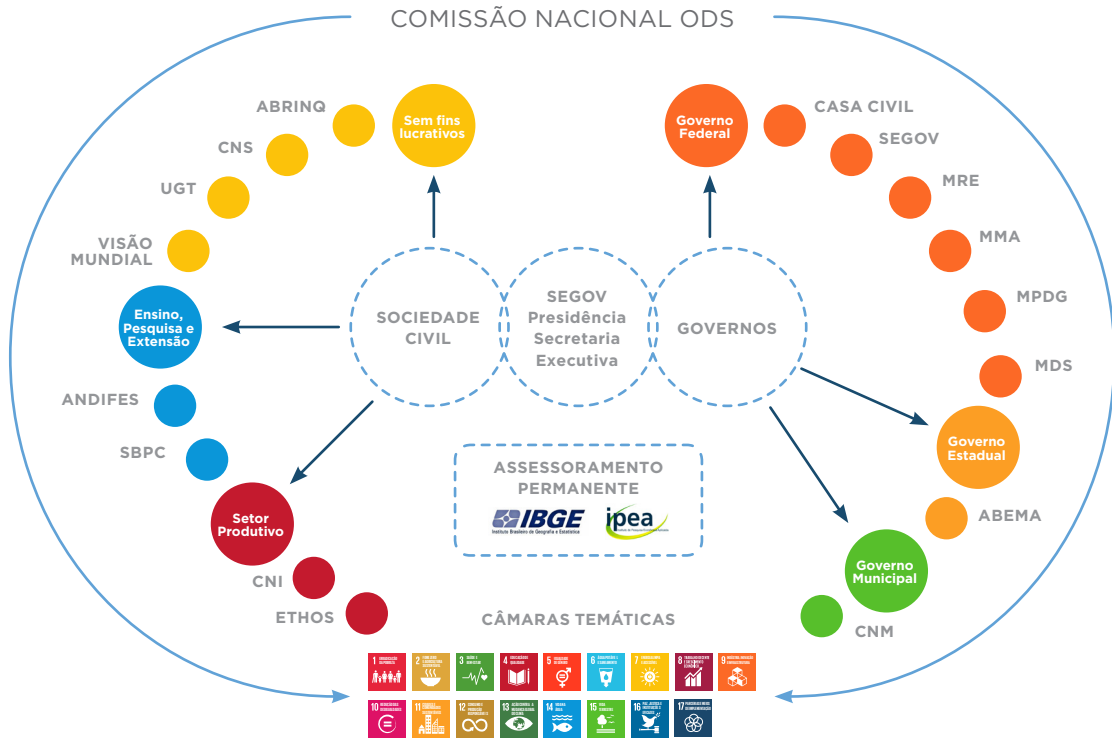 COMISSÃO NACIONAL ODS
ABRINQ
CNS
UGT
VISÃO
MUNDIAL
Sem fins
lucrativos
Ensino,
Pesquisa e
Extensão
ANDIFES
SBPC
Setor
Produtivo
CNI
ETHOS
SOCIEDADE
CIVIL
SEGOV
Presidência
Secretaria
Executiva
GOVERNOS
Governo
Federal
CASA CIVIL
SEGOV
MRE
MMA
MPDG
MDS
Governo
Estadual
ABEMA
Governo
Municipal
CNM
ASSESSORAMENTO
PERMANENTE
IBGE
Instituto Brasileiro de Geografia e Estatística
ipea
CÂMARAS TEMÁTICAS
1
2
3
4
5
6
7
8
9
10
11
12
13
14
15
16
17